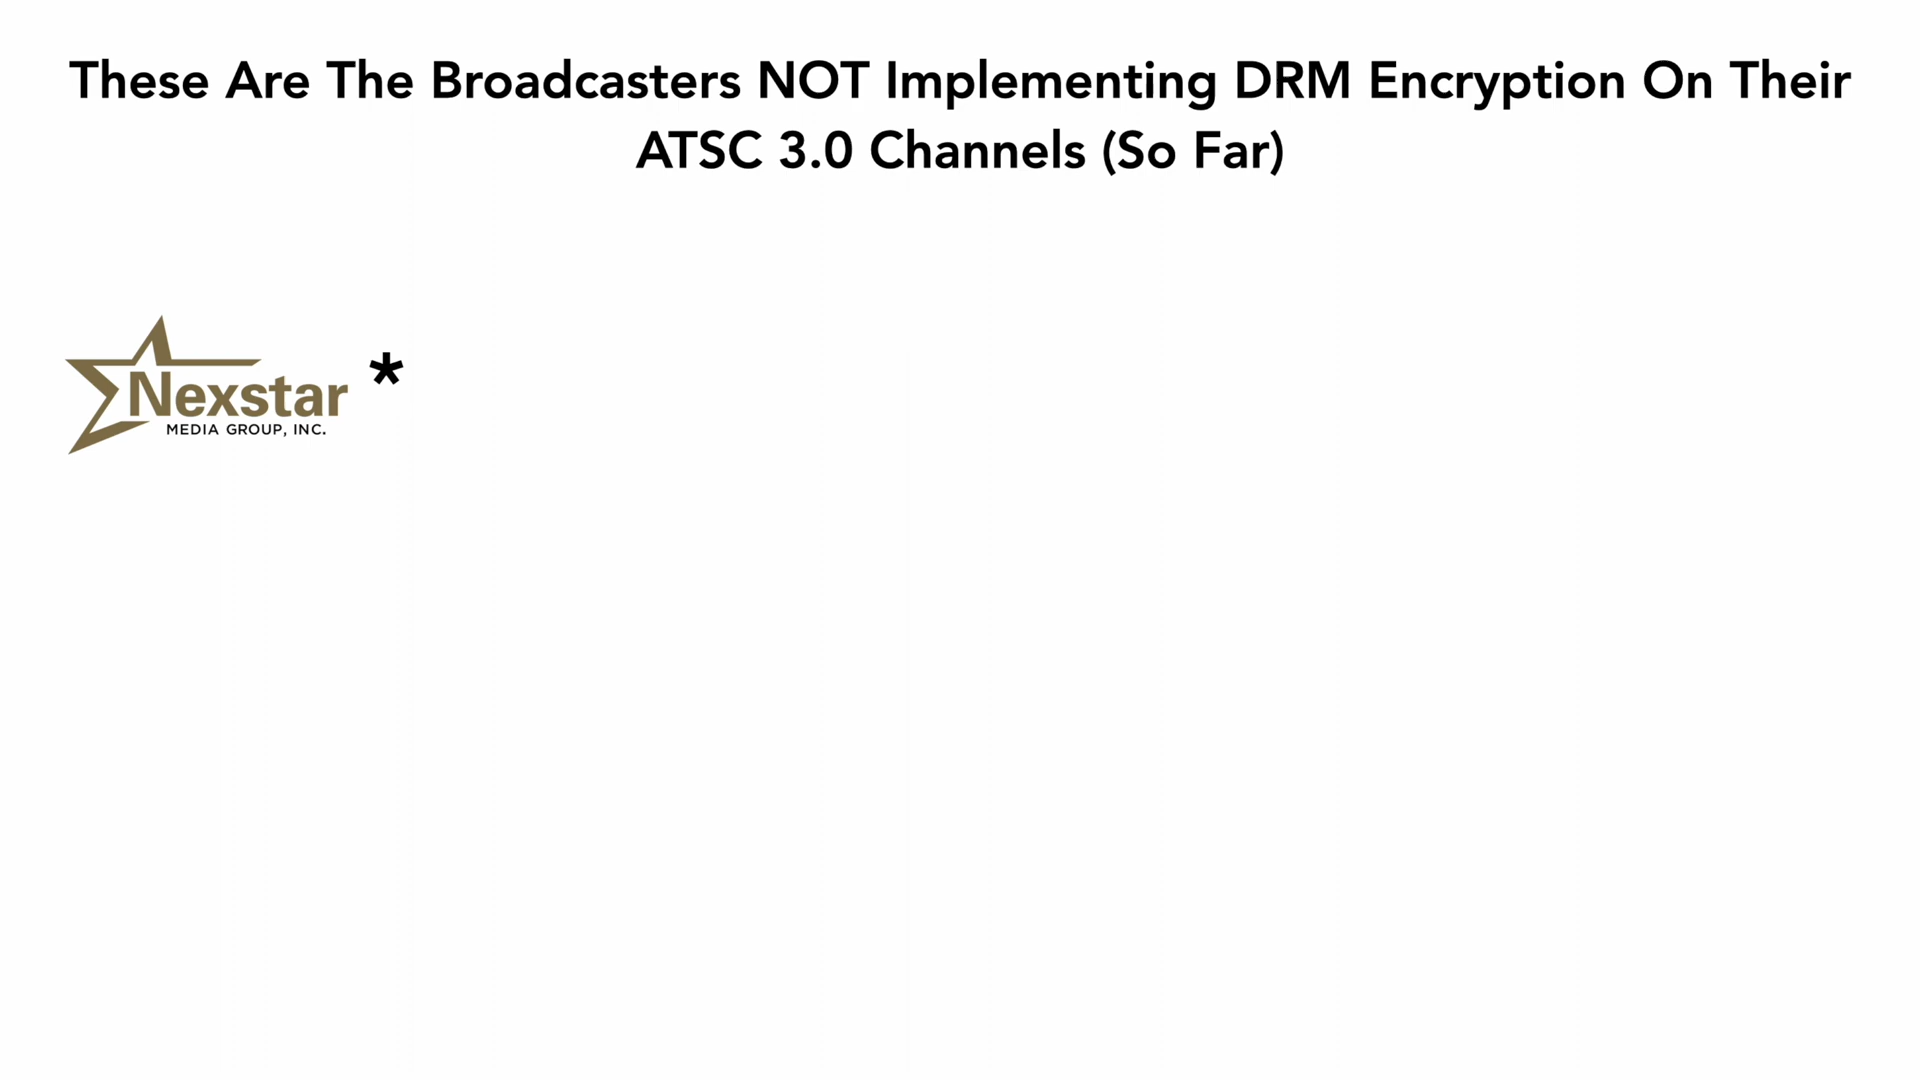 These Are The Broadcasters NOT Implementing DRM Encryption On Their
ATSC 3.0 Channels (So Far)
Nexstar *
MEDIA GROUP, INC.